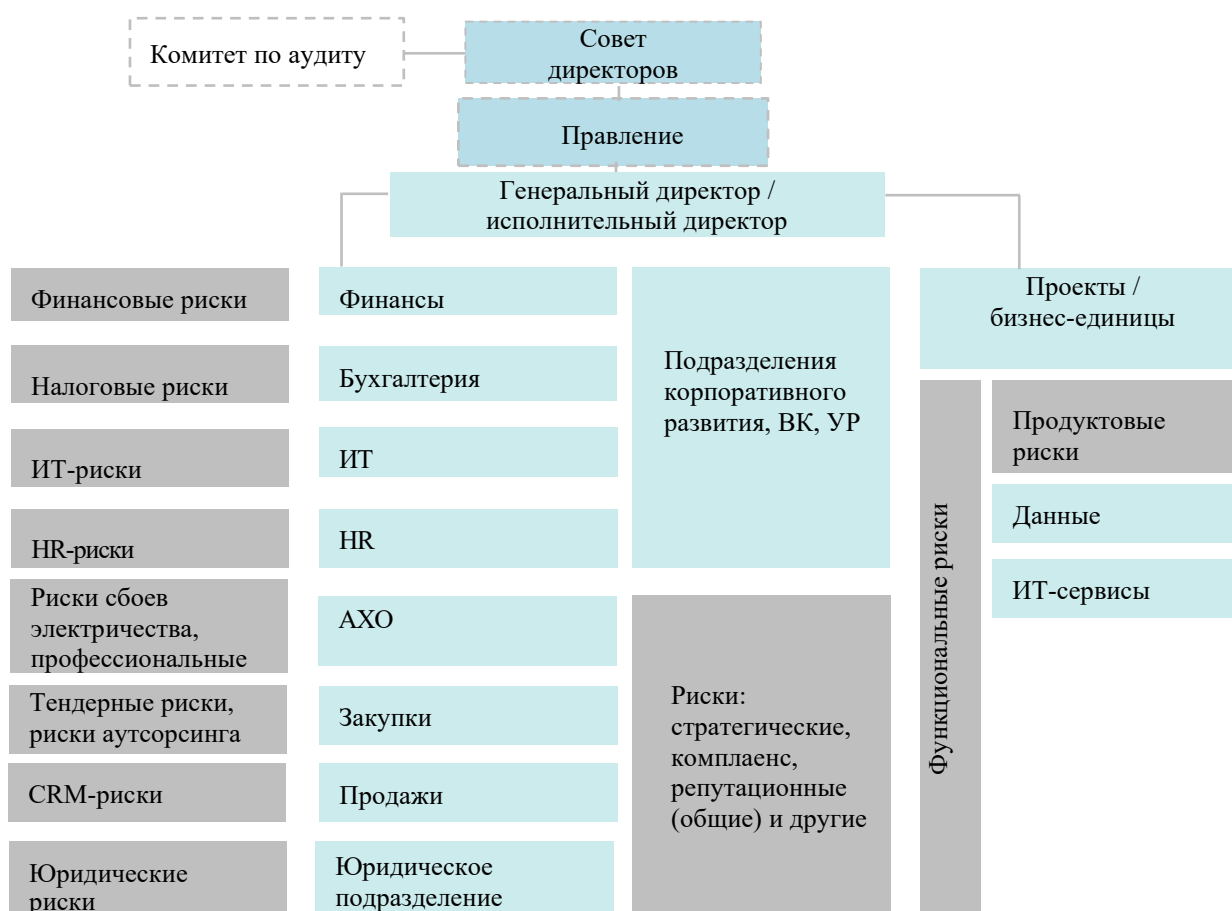 Комитет по аудиту
Совет
директоров
Правление
Генеральный директор /
исполнительный директор
Финансовые риски
Налоговые риски
ИТ-риски
HR-риски
Риски сбоев
электричества,
профессиональные
Тендерные риски,
риски аутсорсинга
CRM-риски
Юридические
риски
Финансы
Бухгалтерия
ИТ
HR
АХО
Закупки
Продажи
Юридическое
подразделение
Подразделения
корпоративного
развития, ВК, УР
Риски:
стратегические,
комплаенс,
репутационные
(общие) и другие
Проекты /
бизнес-единицы
Функциональные риски
Продуктовые
риски
Данные
ИТ-сервисы